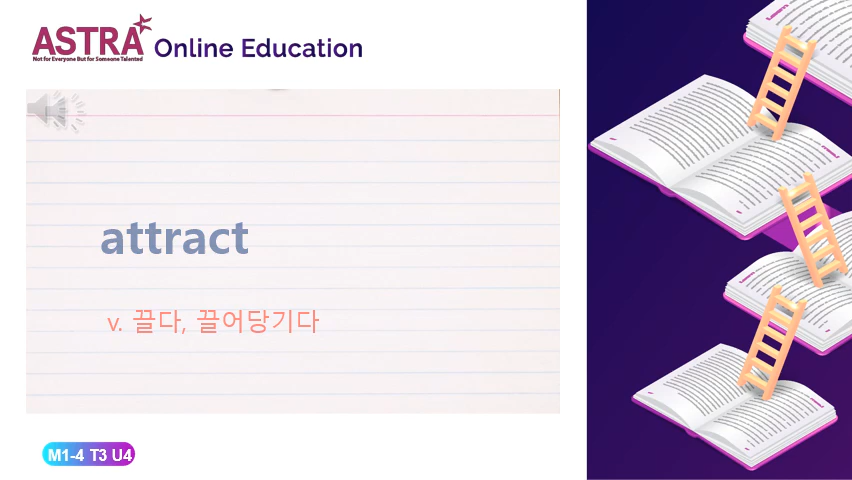 ASTRA
Not for Everyone But for Someone Talented
Online Education
attract
v. 끌다, 끌어당기다
M1-4 T3 U4